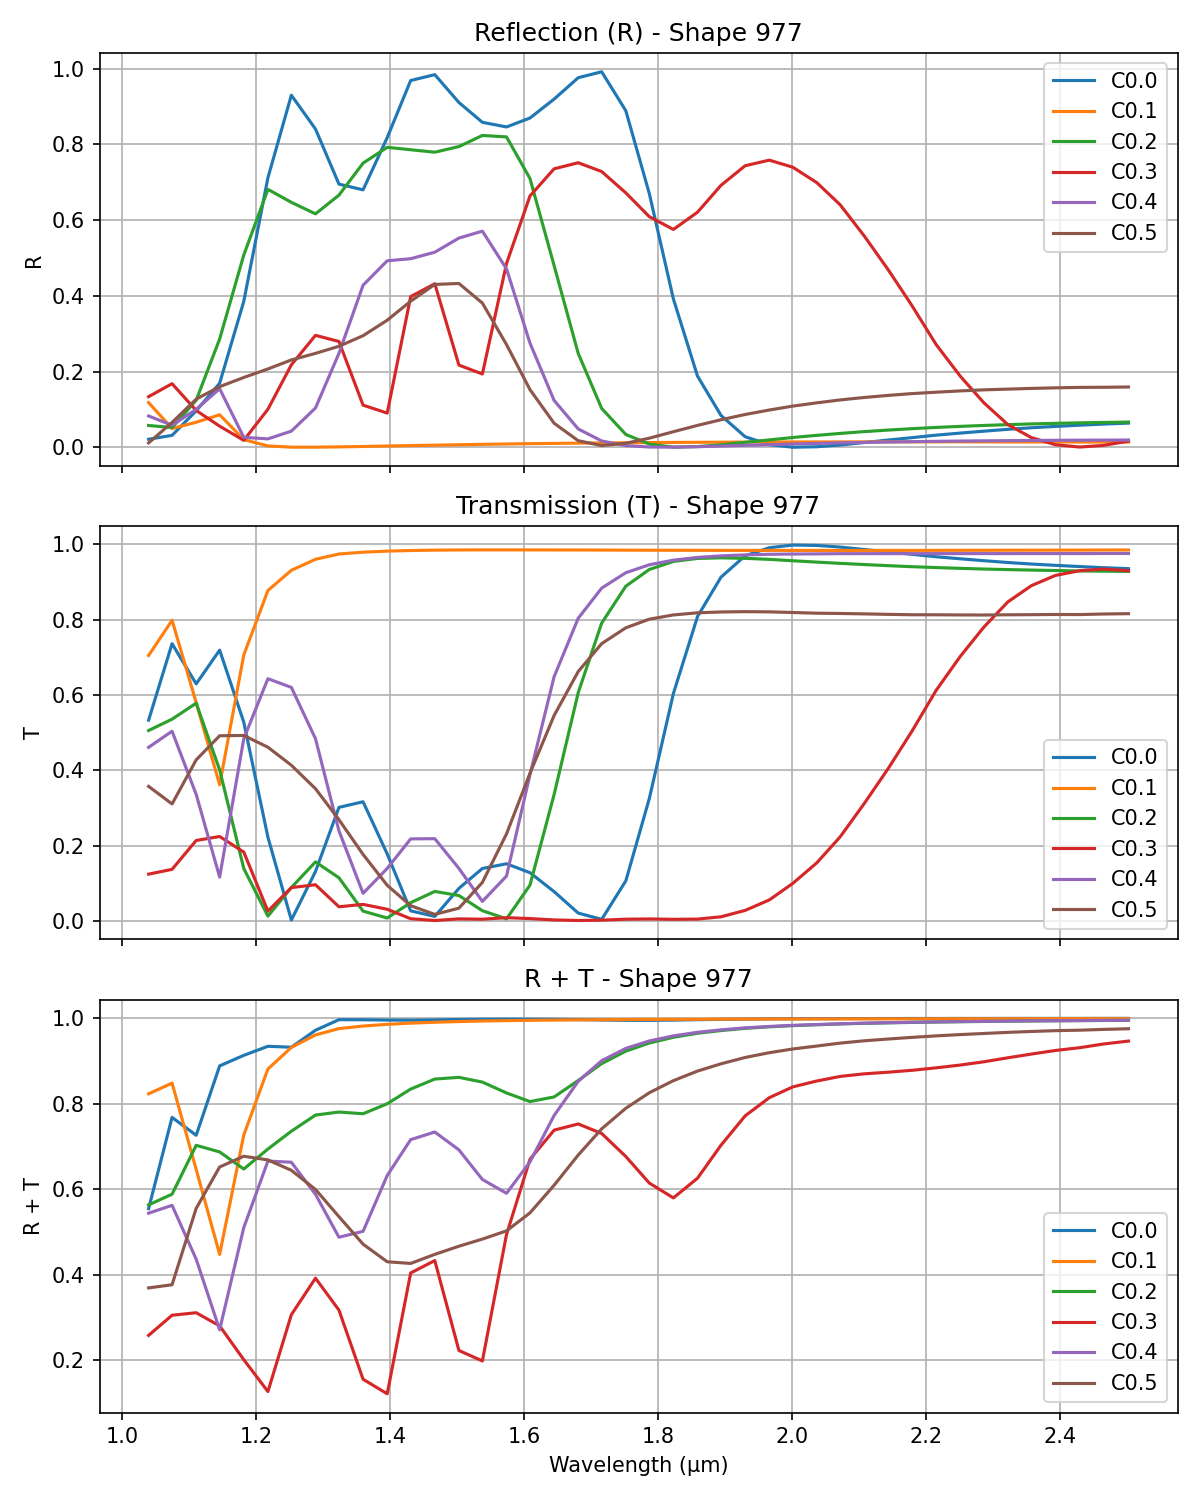 Reflection (R) - Shape 977
1.0
0.8
0.6
0.4
0.2
0.0
R
C0.0
C0.1
C0.2
C0.3
C0.4
C0.5
Transmission (T) - Shape 977
1.0
0.8
0.6
0.4
0.2
0.0
T
C0.0
C0.1
C0.2
C0.3
C0.4
C0.5
R + T - Shape 977
1.0
0.8
0.6
0.4
0.2
R + T
C0.0
C0.1
C0.2
C0.3
C0.4
C0.5
1.0 1.2 1.4 1.6 1.8 2.0 2.2 2.4
Wavelength (µm)